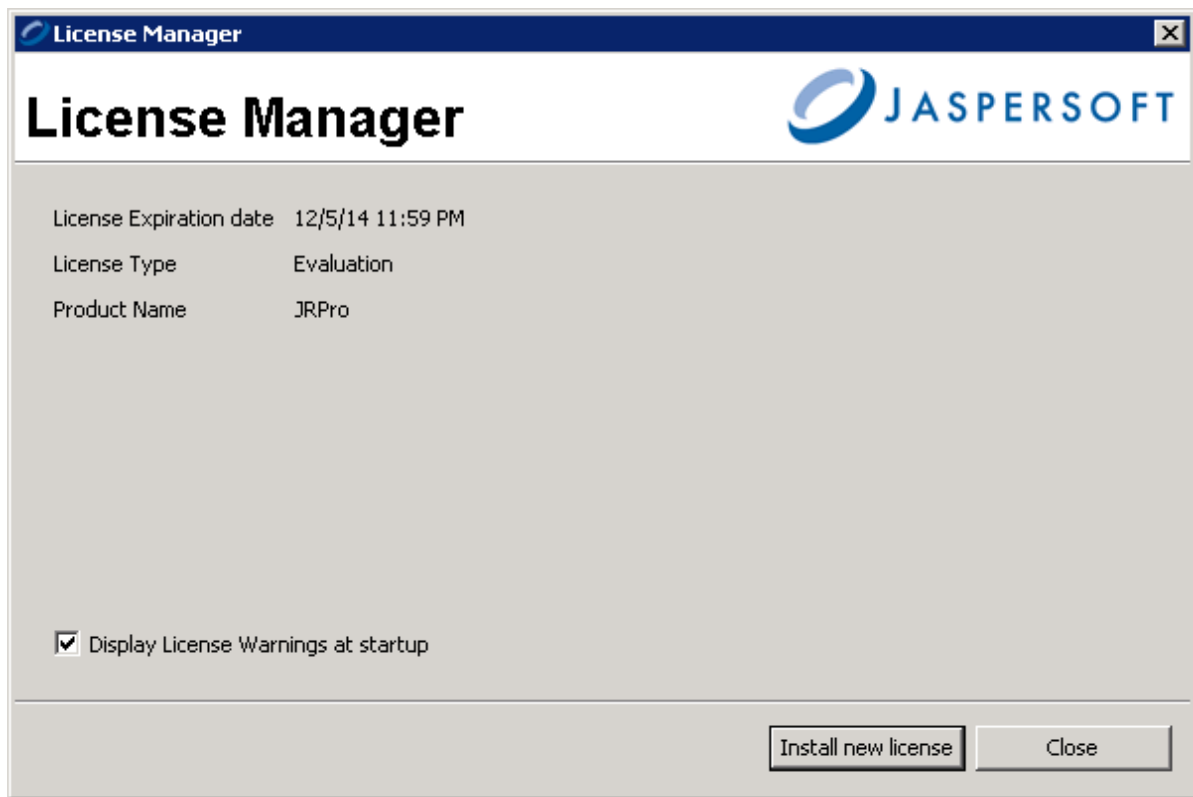 License Manager
License Manager
JASPERSOFT
License Expiration date 12/5/14 11:59 PM
License Type Evaluation
Product Name JRPro
Display License Warnings at startup
Install new license Close